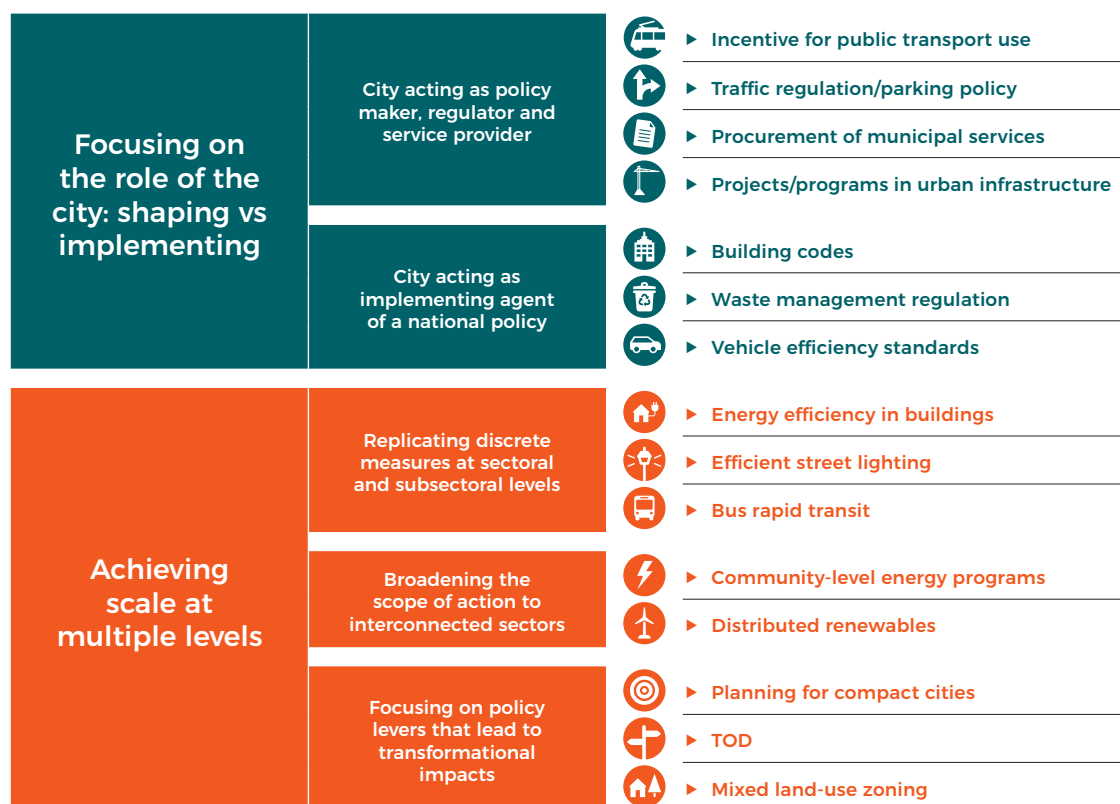 Focusing on
the role of the
city: shaping vs
implementing
City acting as policy
maker, regulator and
service provider
Incentive for public transport use
Traffic regulation/parking policy
Procurement of municipal services
Projects/programs in urban infrastructure
City acting as
implementing agent
of a national policy
Building codes
Waste management regulation
Vehicle efficiency standards
Achieving
scale at
multiple levels
Replicating discrete
measures at sectoral
and subsectoral levels
Energy efficiency in buildings
Efficient street lighting
Bus rapid transit
Broadening the
scope of action to
interconnected sectors
Community-level energy programs
Distributed renewables
Focusing on policy
levers that lead to
transformational
impacts
Planning for compact cities
TOD
Mixed land-use zoning